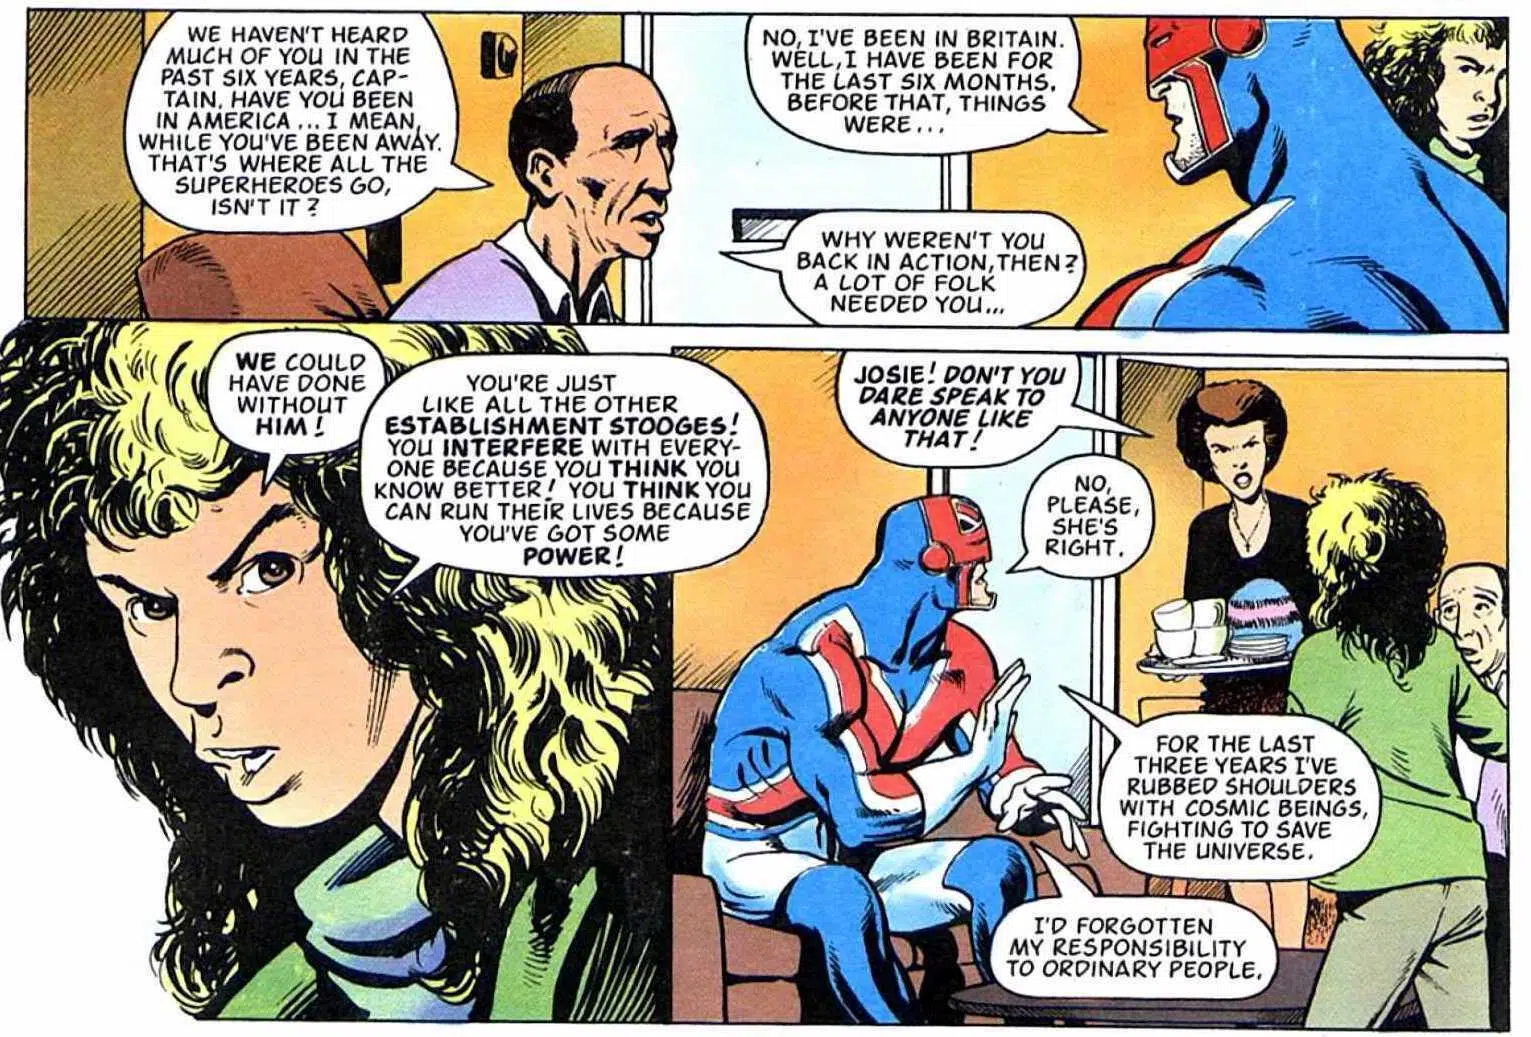 WE HAVEN'T HEARD
MUCH OF YOU IN THE
PAST SIX YEARS, CAP-
TAIN. HAVE YOU BEEN
IN AMERICA... I MEAN,
WHILE YOU'VE BEEN AWAY.
THAT'S WHERE ALL THE
SUPERHEROES GO,
ISN'T IT?
NO, I'VE BEEN IN BRITAIN.
WELL, I HAVE BEEN FOR
THE LAST SIX MONTHS.
BEFORE THAT, THINGS
WERE...
WHY WEREN'T YOU
BACK IN ACTION, THEN?
A LOT OF FOLK
NEEDED YOU...
WE COULD
HAVE DONE
WITHOUT
HIM!
YOU'RE JUST
LIKE ALL THE OTHER
ESTABLISHMENT STOOGES!
YOU INTERFERE WITH EVERY-
ONE BECAUSE YOU THINK YOU
KNOW BETTER! YOU THINK YOU
CAN RUN THEIR LIVES BECAUSE
YOU'VE GOT SOME
POWER!
JOSIE! DON'T YOU
DARE SPEAK TO
ANYONE LIKE
THAT!
NO,
PLEASE,
SHE'S
RIGHT.
FOR THE LAST
THREE YEARS I'VE
RUBBED SHOULDERS
WITH COSMIC BEINGS,
FIGHTING TO SAVE
THE UNIVERSE.
I'D FORGOTTEN
MY RESPONSIBILITY
TO ORDINARY PEOPLE.